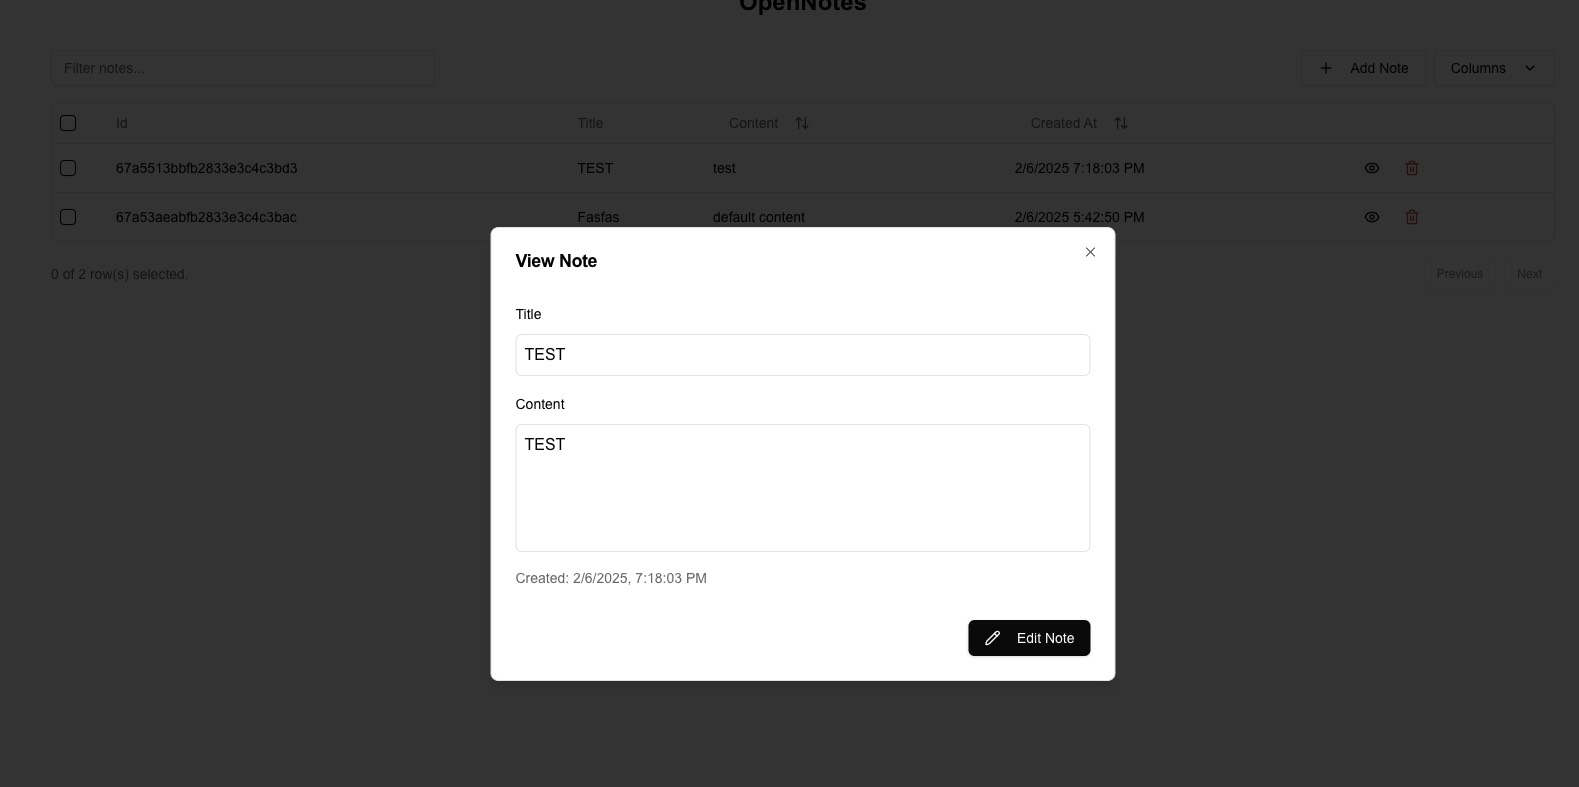 OpenNotes
Filter notes...
Add Note
Columns
Id Title Content Created At
67a5513bbfb2833e3c4c3bd3 TEST test 2/6/2025 7:18:03 PM
67a53aeabfb2833e3c4c3bac Fasfas default content 2/6/2025 5:42:50 PM
0 of 2 row(s) selected.
Previous
Next
View Note
Title
TEST
Content
TEST
Created: 2/6/2025, 7:18:03 PM
Edit Note